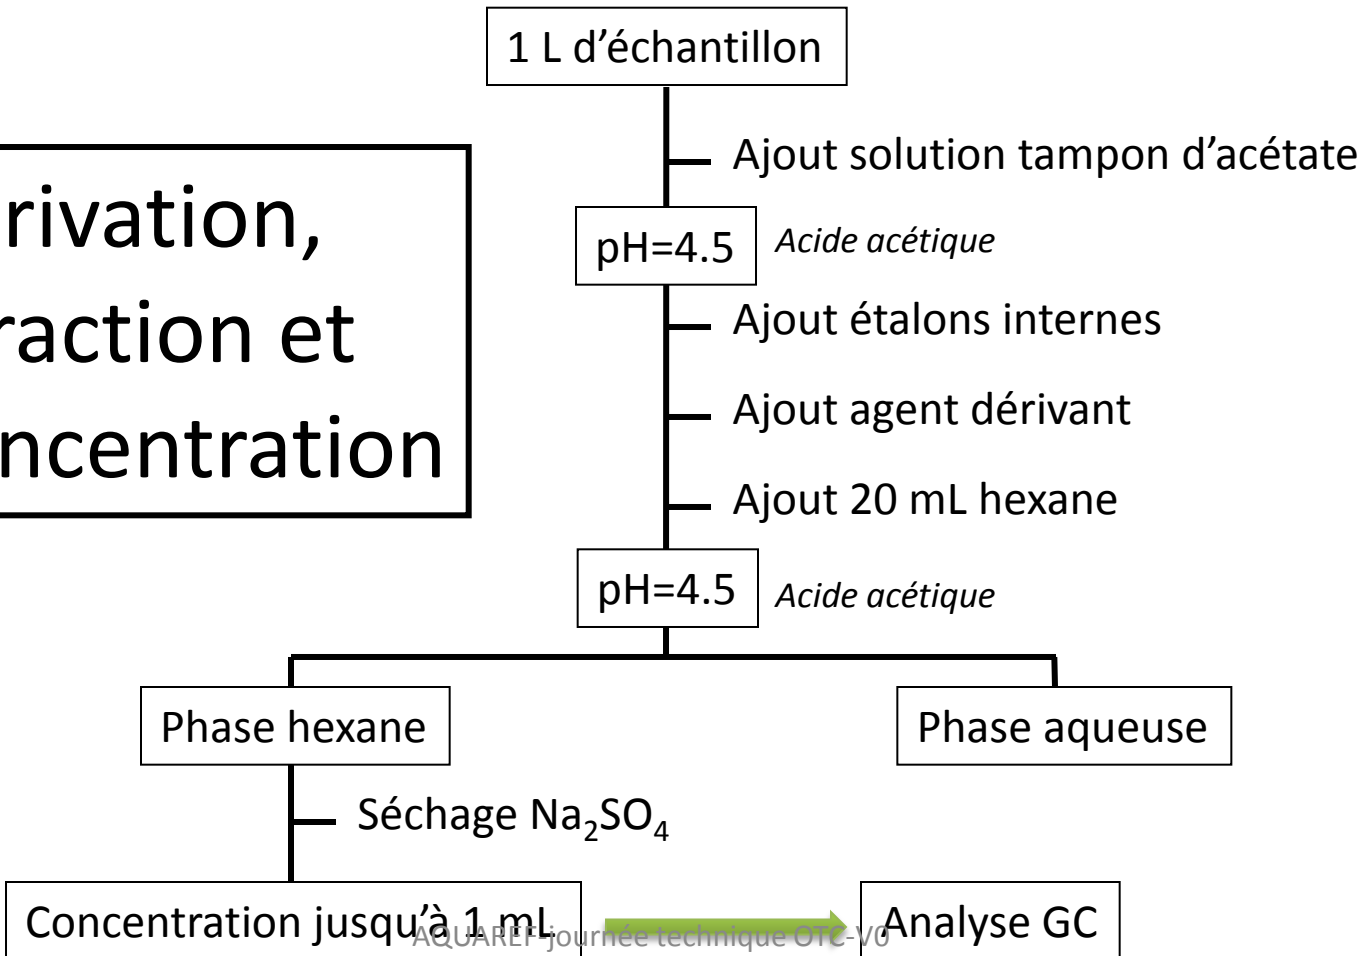 1 L d’échantillon
Ajout solution tampon d’acétate
rivation,
raction et
ncentration
pH=4.5
Acide acétique
Ajout étalons internes
Ajout agent dérivant
Ajout 20 mL hexane
pH=4.5
Acide acétique
Phase hexane
Phase aqueuse
Séchage Na₂SO₄
Concentration jusqu’à 1 mL
Analyse GC
AQUAREF-journée technique OTC-V0